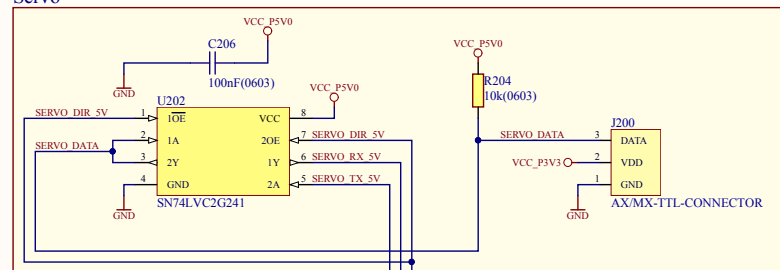 Servo
VCC_P5V0
C206
100nF(0603)
GND
VCC_P5V0
R204
10k(0603)
VCC_P5V0
U202
SERVO_DIR_5V
1
1OE
VCC
8
2
1A
2OE
7
SERVO_DIR_5V
SERVO_DATA
3
2Y
1Y
6
SERVO_RX_5V
4
GND
2A
5
SERVO_TX_5V
GND
SN74LVC2G241
J200
SERVO_DATA
3
DATA
VCC_P3V3
2
VDD
1
GND
GND
AX/MX-TTL-CONNECTOR